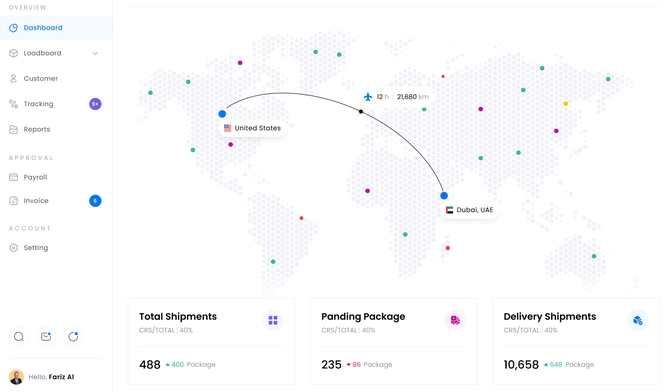 OVERVIEW
Dashboard
Loadboard
Customer
Tracking 9+
Reports
APPROVAL
Payroll
Invoice 6
ACCOUNT
Setting
Hello, Fariz Al
12 h : 21,680 km
United States
Dubai, UAE
Total Shipments
CRS/TOTAL : 40%
488 400 Package
Panding Package
CRS/TOTAL : 40%
235 86 Package
Delivery Shipments
CRS/TOTAL : 40%
10,658 648 Package